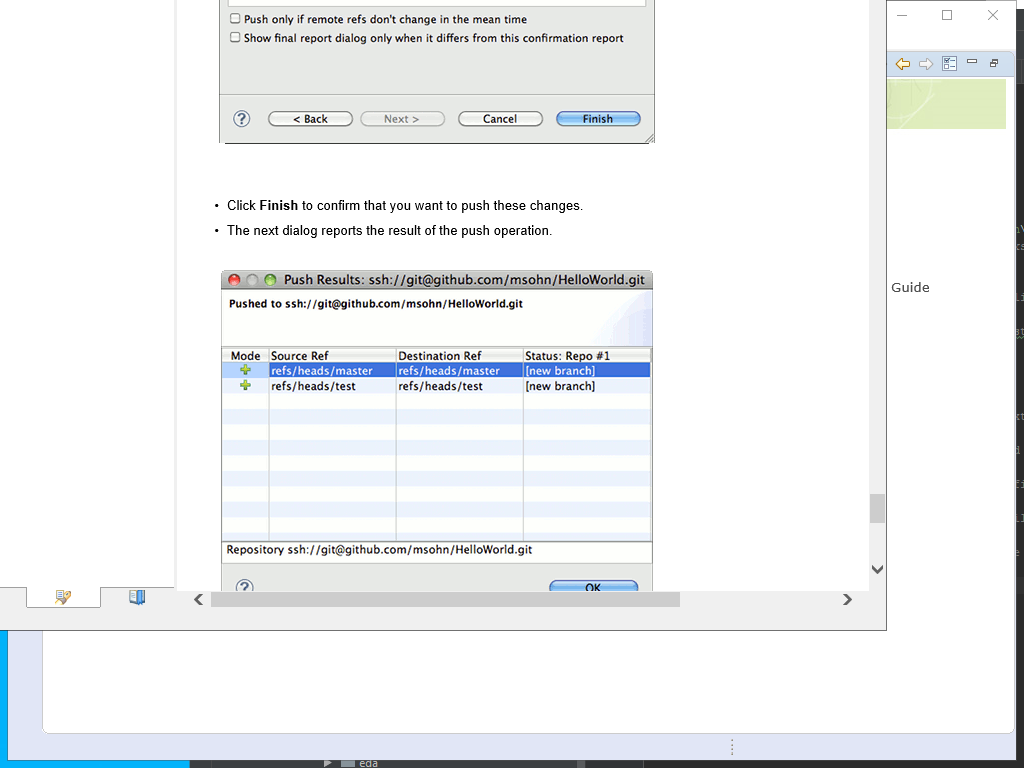 Push only if remote refs don't change in the mean time
Show final report dialog only when it differs from this confirmation report
?
< Back
Next >
Cancel
Finish
• Click Finish to confirm that you want to push these changes.
• The next dialog reports the result of the push operation.
Push Results: ssh://git@github.com/msohn/HelloWorld.git
Pushed to ssh://git@github.com/msohn/HelloWorld.git
Mode Source Ref Destination Ref Status: Repo #1
refs/heads/master refs/heads/master [new branch]
refs/heads/test refs/heads/test [new branch]
Repository ssh://git@github.com/msohn/HelloWorld.git
?
OK
Guide
eda